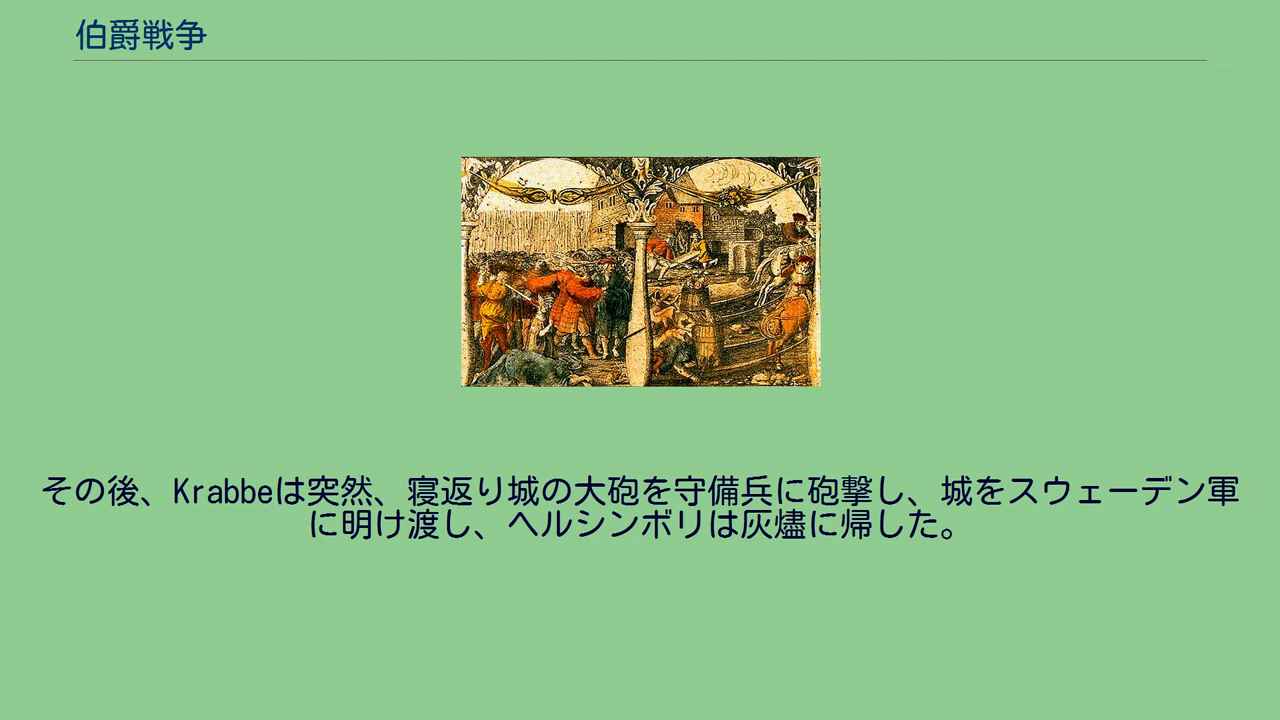 伯爵戦争
その後、Krabbeは突然、寝返り城の大砲を守備兵に砲撃し、城をスウェーデン軍
に明け渡し、ヘルシンボリは灰燼に帰した。